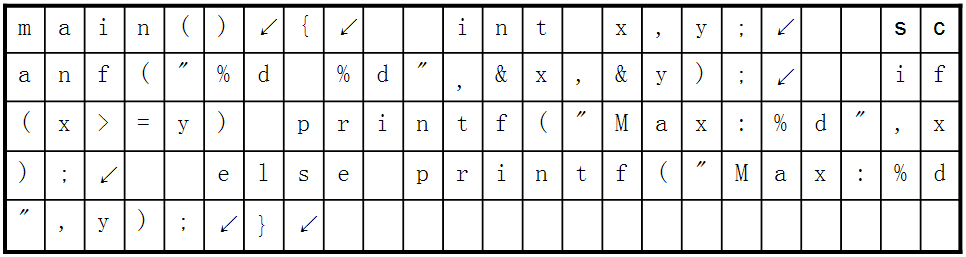 main()↙{↙  int x,y;↙  sc
anf("%d %d",&x,&y);↙  if
(x>=y) printf("Max:%d",x
);↙  else printf("Max:%d
",y);↙}↙